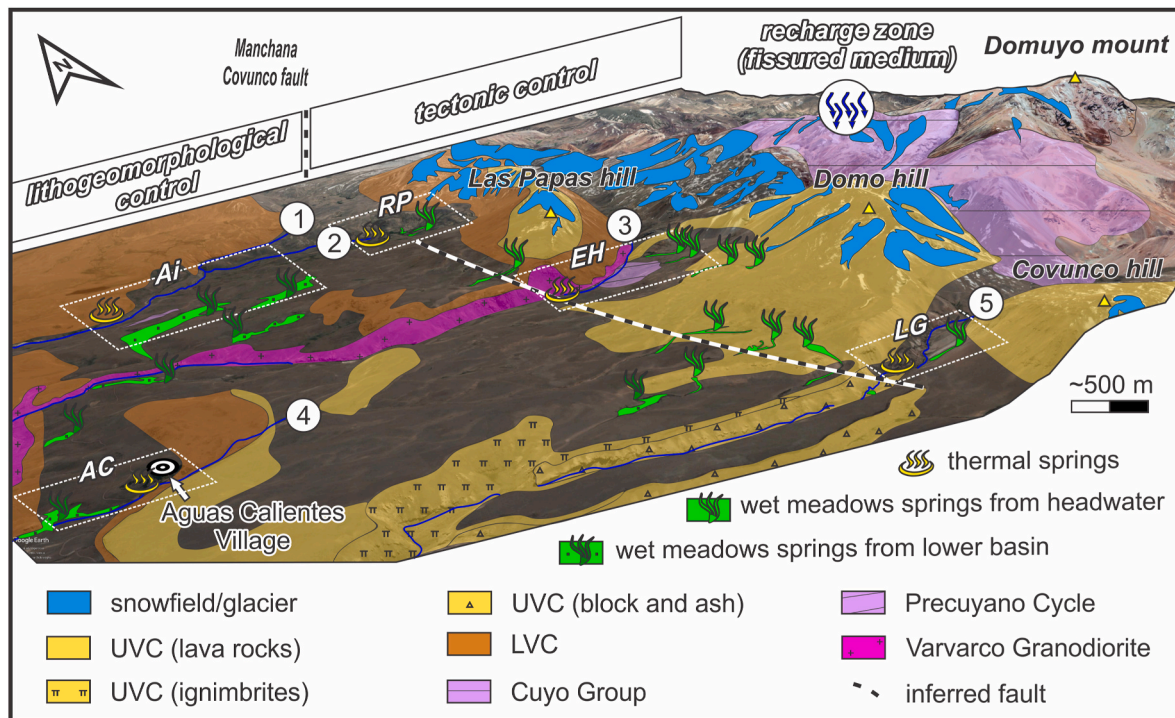 N
Manchana
Covunco fault
tectonic control
lithogeomorphological
control
recharge zone
(fissured medium)
Domuyo mount
Las Papas hill
Domo hill
Covunco hill
1
2
RP
3
Ai
EH
5
LG
4
AC
~500 m
Aguas Calientes
Village
Google Earth
thermal springs
wet meadows springs from headwater
wet meadows springs from lower basin
snowfield/glacier
UVC (block and ash)
Precuyano Cycle
UVC (lava rocks)
LVC
Varvarco Granodiorite
UVC (ignimbrites)
Cuyo Group
inferred fault